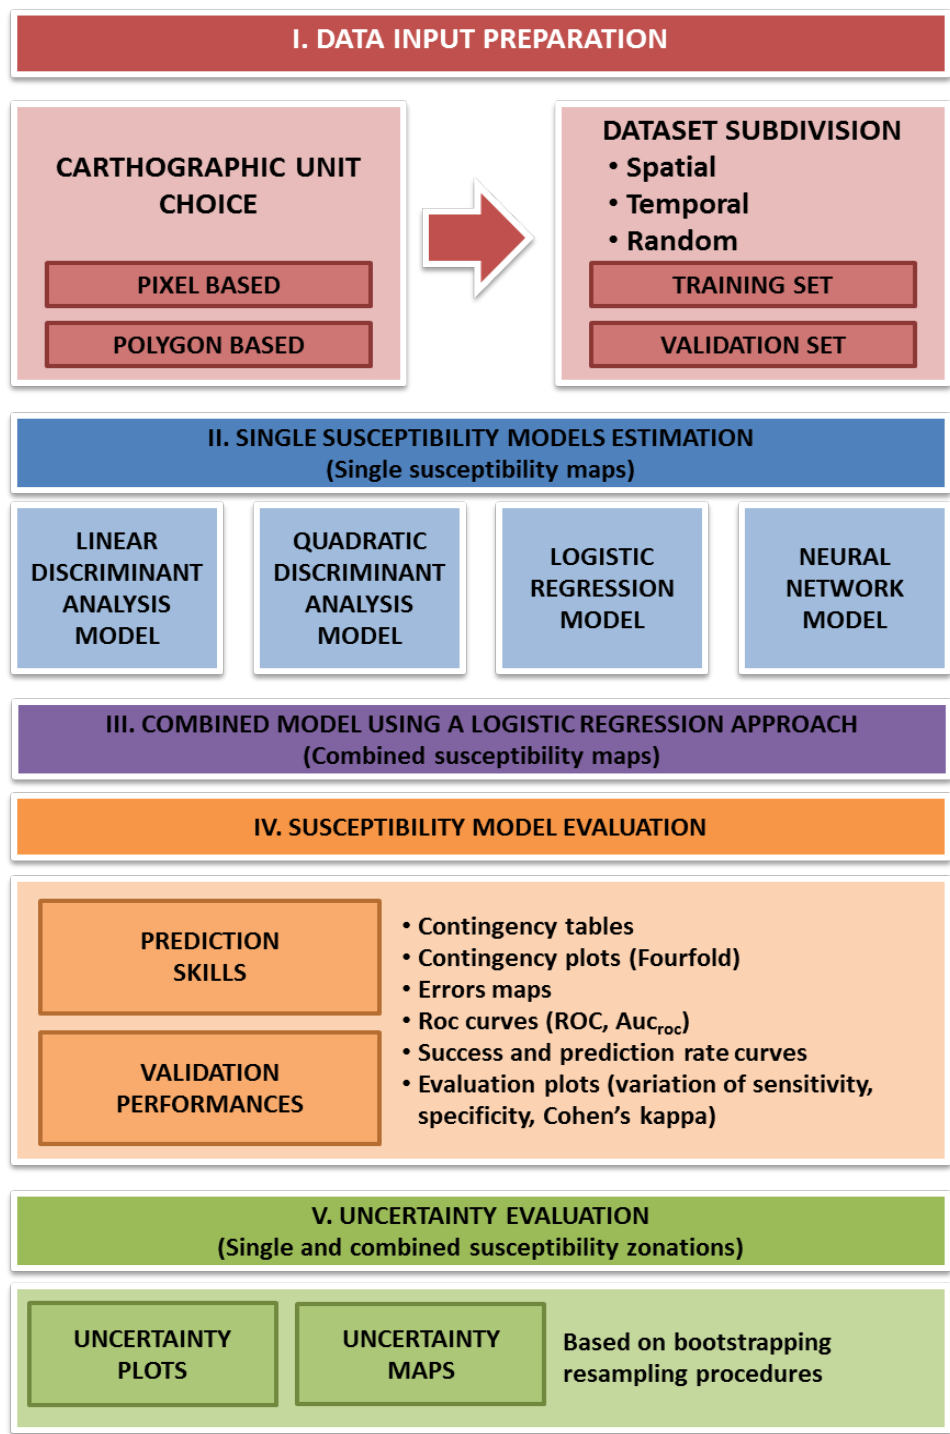 I. DATA INPUT PREPARATION
CARTHOGRAPHIC UNIT
CHOICE
PIXEL BASED
POLYGON BASED
DATASET SUBDIVISION
• Spatial
• Temporal
• Random
TRAINING SET
VALIDATION SET
II. SINGLE SUSCEPTIBILITY MODELS ESTIMATION
(Single susceptibility maps)
LINEAR
DISCRIMINANT
ANALYSIS
MODEL
QUADRATIC
DISCRIMINANT
ANALYSIS
MODEL
LOGISTIC
REGRESSION
MODEL
NEURAL
NETWORK
MODEL
III. COMBINED MODEL USING A LOGISTIC REGRESSION APPROACH
(Combined susceptibility maps)
IV. SUSCEPTIBILITY MODEL EVALUATION
PREDICTION
SKILLS
VALIDATION
PERFORMANCES
• Contingency tables
• Contingency plots (Fourfold)
• Errors maps
• Roc curves (ROC, Aucroc)
• Success and prediction rate curves
• Evaluation plots (variation of sensitivity,
specificity, Cohen’s kappa)
V. UNCERTAINTY EVALUATION
(Single and combined susceptibility zonations)
UNCERTAINTY
PLOTS
UNCERTAINTY
MAPS
Based on bootstrapping
resampling procedures